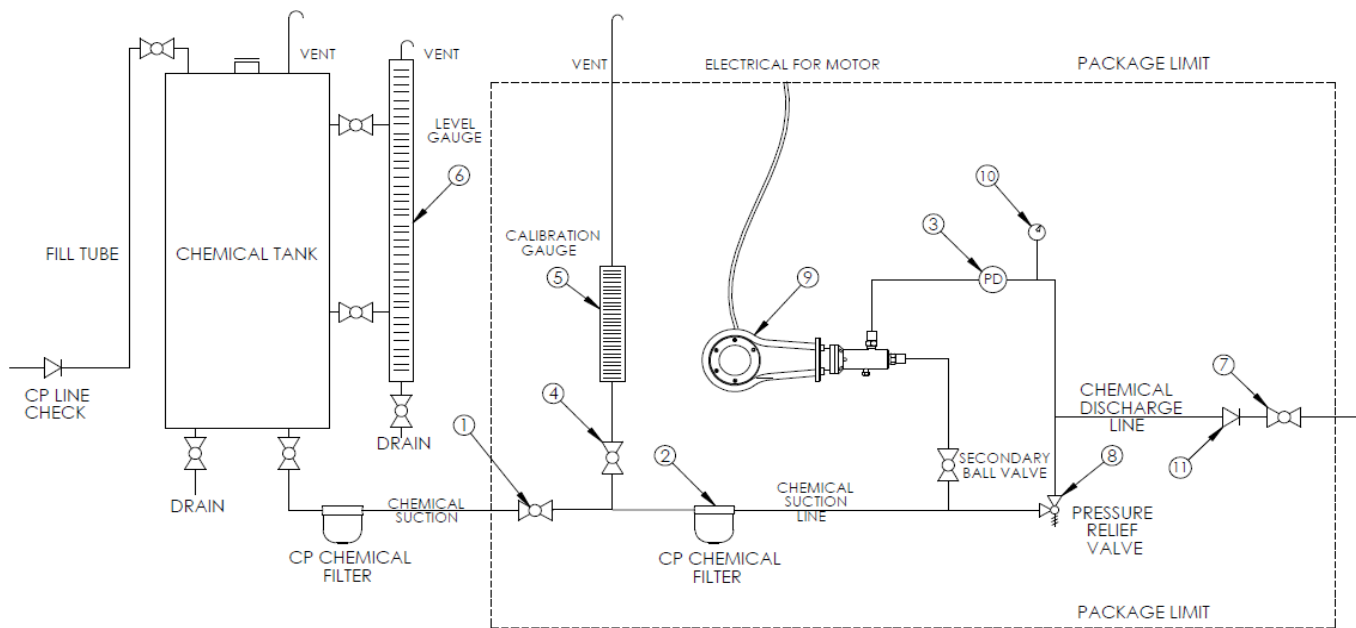 VENT
VENT
VENT
ELECTRICAL FOR MOTOR
PACKAGE LIMIT
LEVEL
GAUGE
6
10
3
FILL TUBE
CHEMICAL TANK
CALIBRATION
GAUGE
5
9
PD
CP LINE
CHECK
7
CHEMICAL
DISCHARGE
LINE
4
1
DRAIN
2
SECONDARY
BALL VALVE
8
11
DRAIN
CHEMICAL
SUCTION
CHEMICAL
SUCTION
LINE
PRESSURE
RELIEF
VALVE
CP CHEMICAL
FILTER
CP CHEMICAL
FILTER
PACKAGE LIMIT